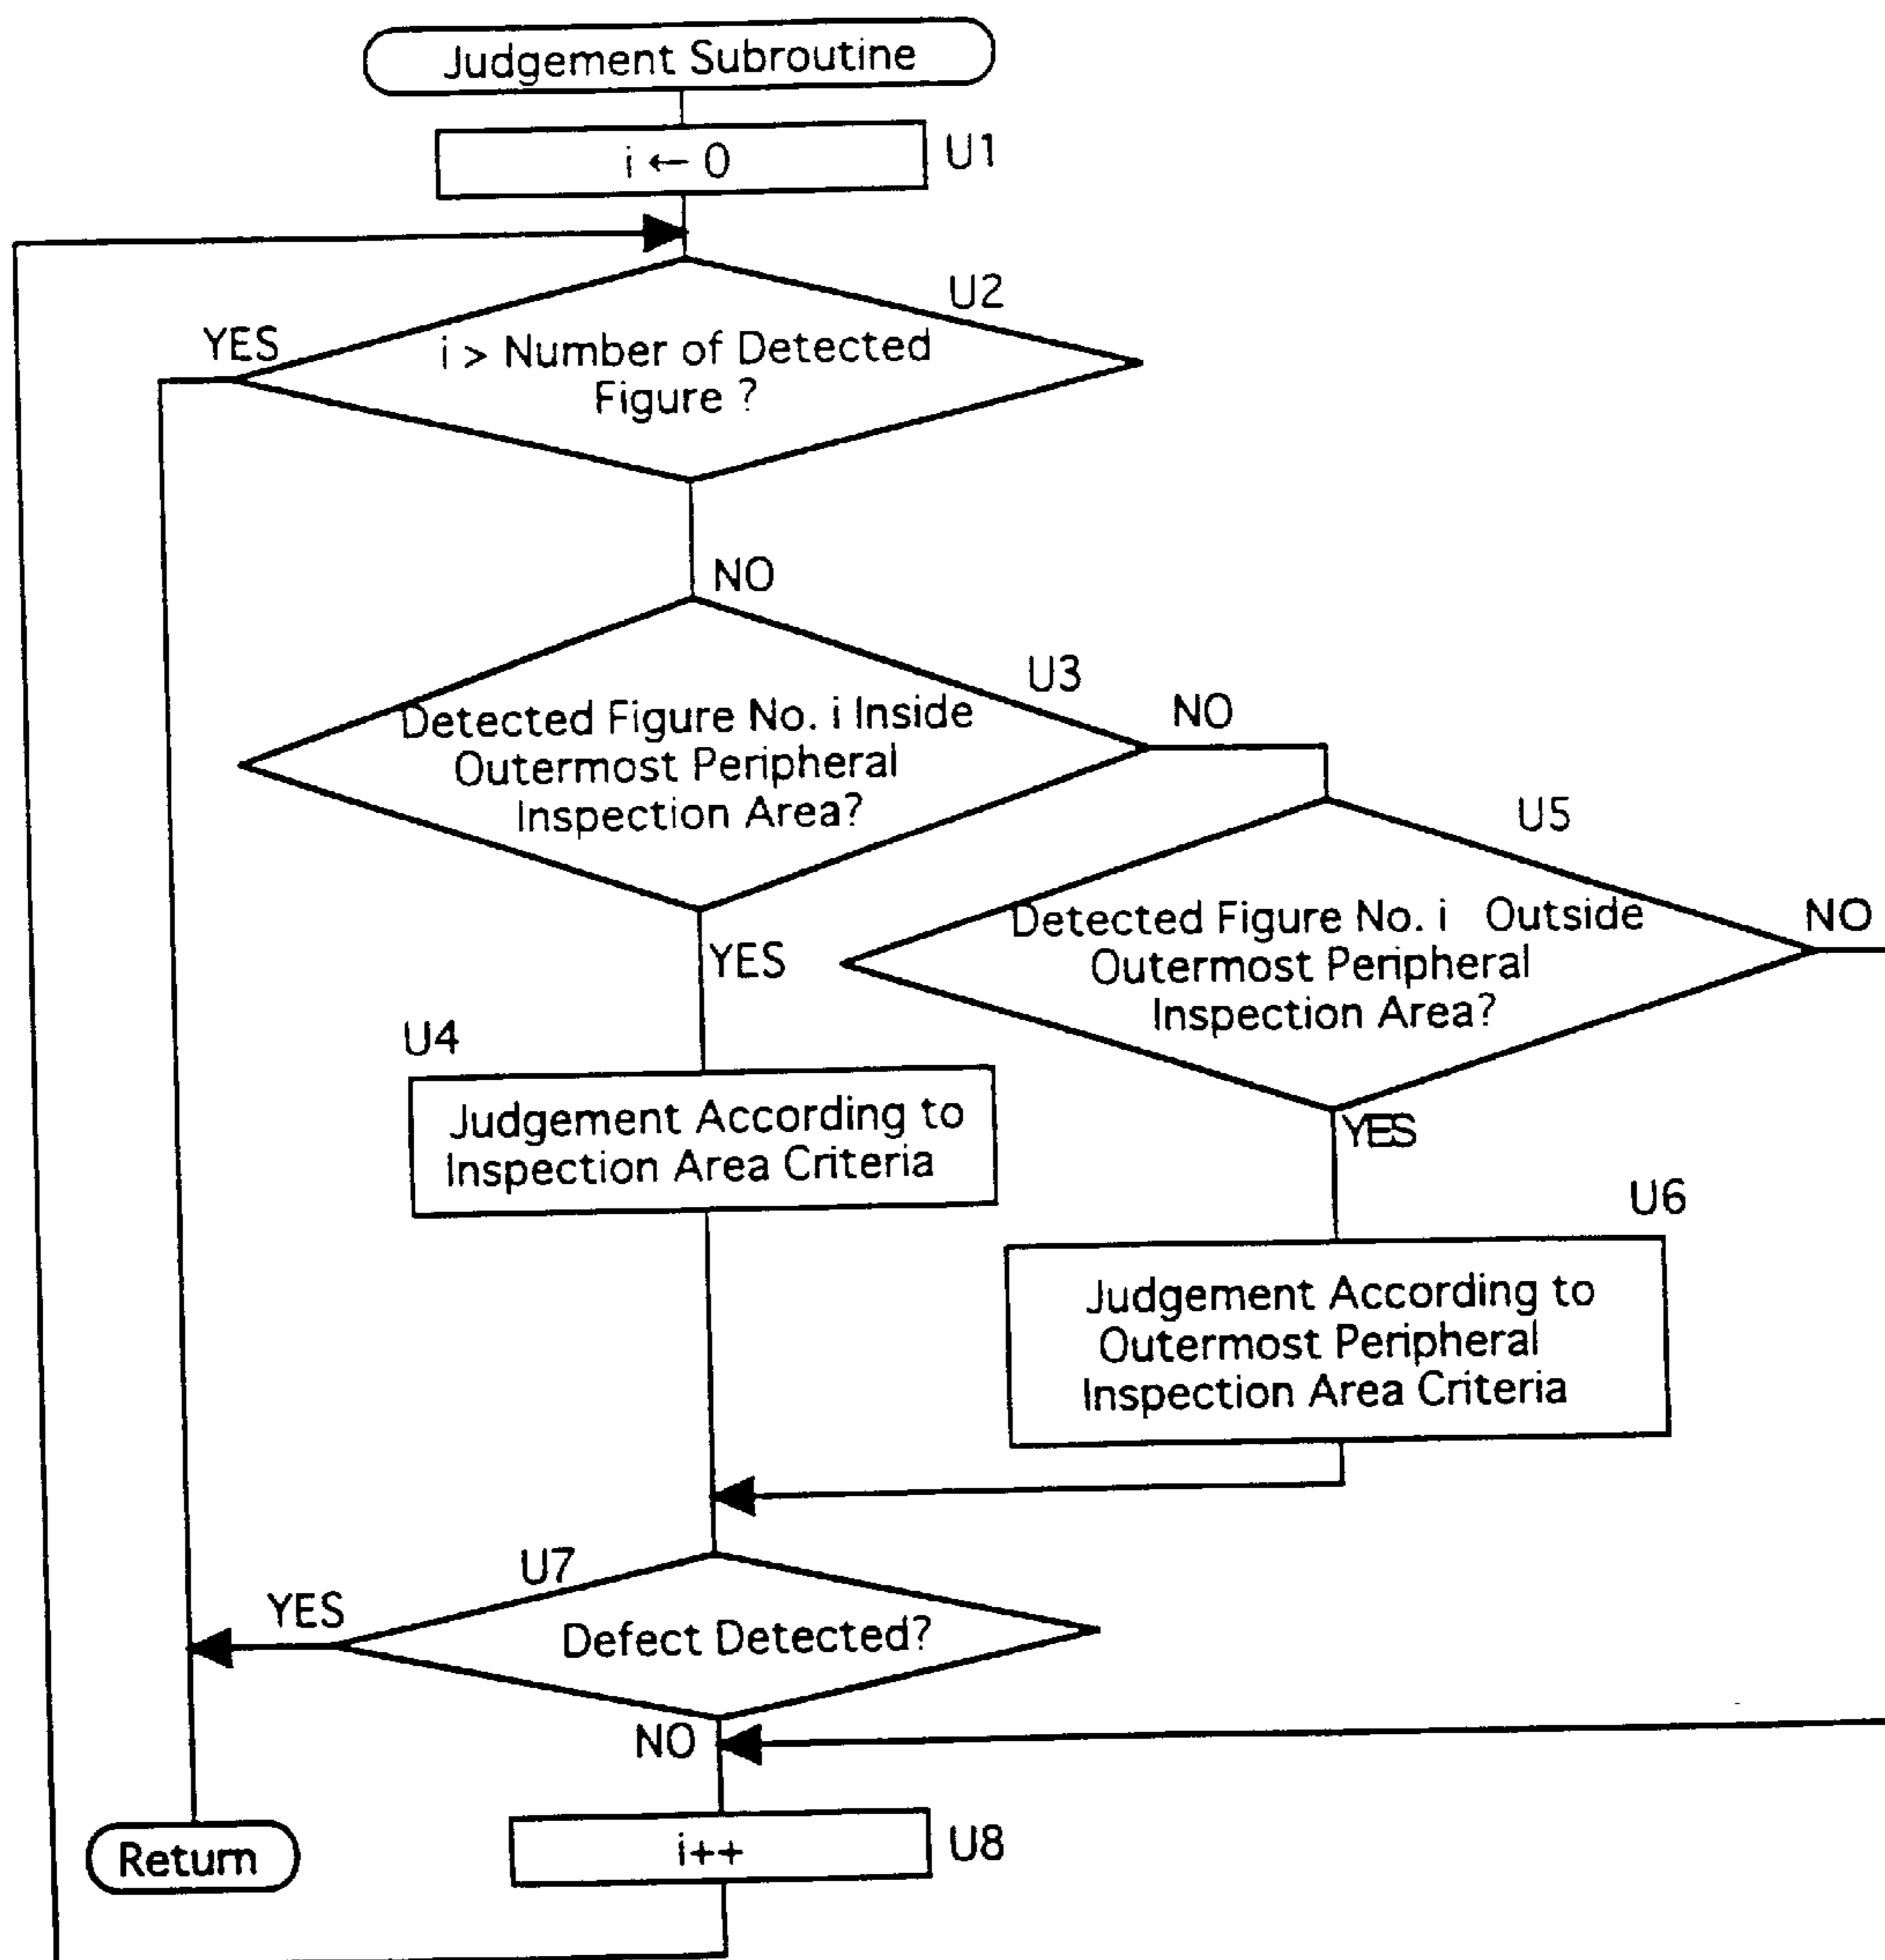 Judgement Subroutine
i ← 0
U1
U2
YES
i > Number of Detected
Figure ?
NO
U3
NO
Detected Figure No. i Inside
Outermost Peripheral
Inspection Area?
U5
YES
Detected Figure No. i Outside
Outermost Peripheral
Inspection Area?
NO
U4
YES
Judgement According to
Inspection Area Criteria
U6
Judgement According to
Outermost Peripheral
Inspection Area Criteria
U7
YES
Defect Detected?
NO
Return
i++
U8